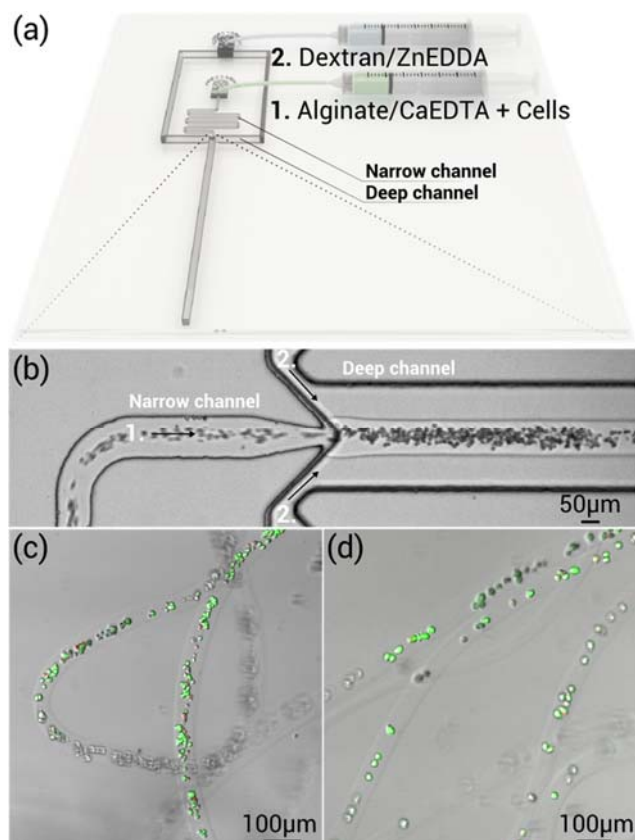 (a)
2. Dextran/ZnEDDA
1. Alginate/CaEDTA + Cells
Narrow channel
Deep channel
(b)
2.
Deep channel
Narrow channel
1.
2.
50µm
(c)
(d)
100µm
100µm